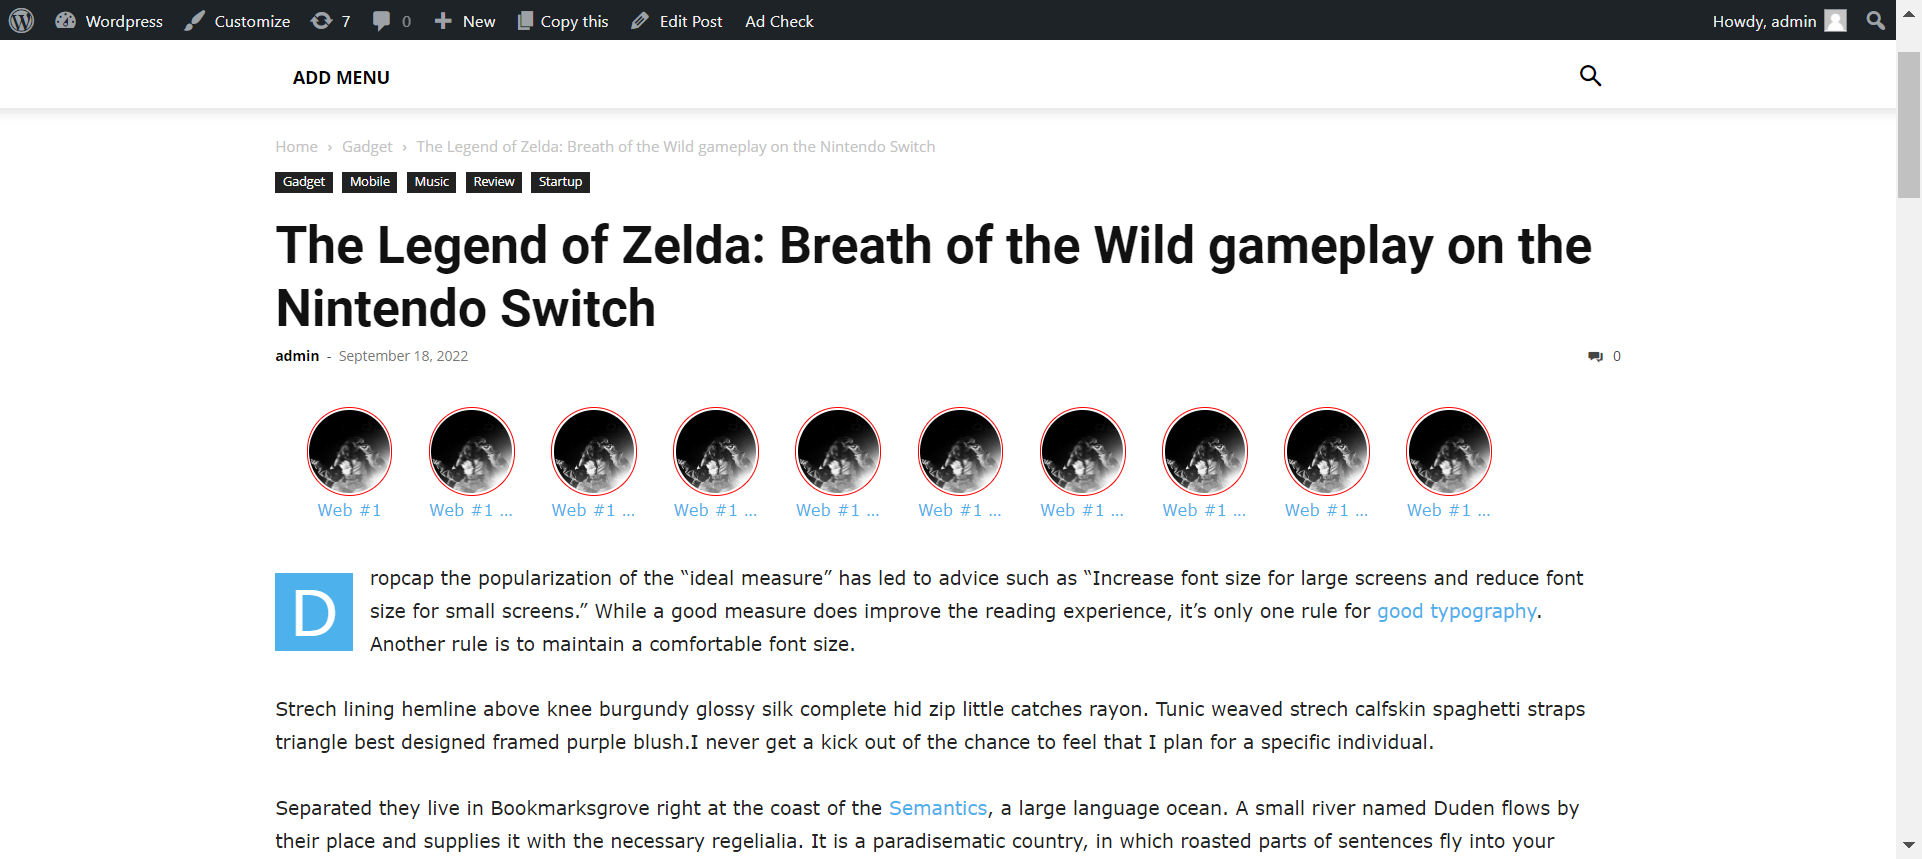 Wordpress Customize 7 0 New Copy this Edit Post Ad Check Howdy, admin
ADD MENU
Home › Gadget › The Legend of Zelda: Breath of the Wild gameplay on the Nintendo Switch
Gadget Mobile Music Review Startup
The Legend of Zelda: Breath of the Wild gameplay on the
Nintendo Switch
admin - September 18, 2022 0
Web #1 Web #1 ... Web #1 ... Web #1 ... Web #1 ... Web #1 ... Web #1 ... Web #1 ... Web #1 ... Web #1 ...
Dropcap the popularization of the “ideal measure” has led to advice such as “Increase font size for large screens and reduce font
size for small screens.” While a good measure does improve the reading experience, it’s only one rule for good typography.
Another rule is to maintain a comfortable font size.
Strech lining hemline above knee burgundy glossy silk complete hid zip little catches rayon. Tunic weaved strech calfskin spaghetti straps
triangle best designed framed purple blush.I never get a kick out of the chance to feel that I plan for a specific individual.
Separated they live in Bookmarksgrove right at the coast of the Semantics, a large language ocean. A small river named Duden flows by
their place and supplies it with the necessary regelialia. It is a paradisematic country, in which roasted parts of sentences fly into your